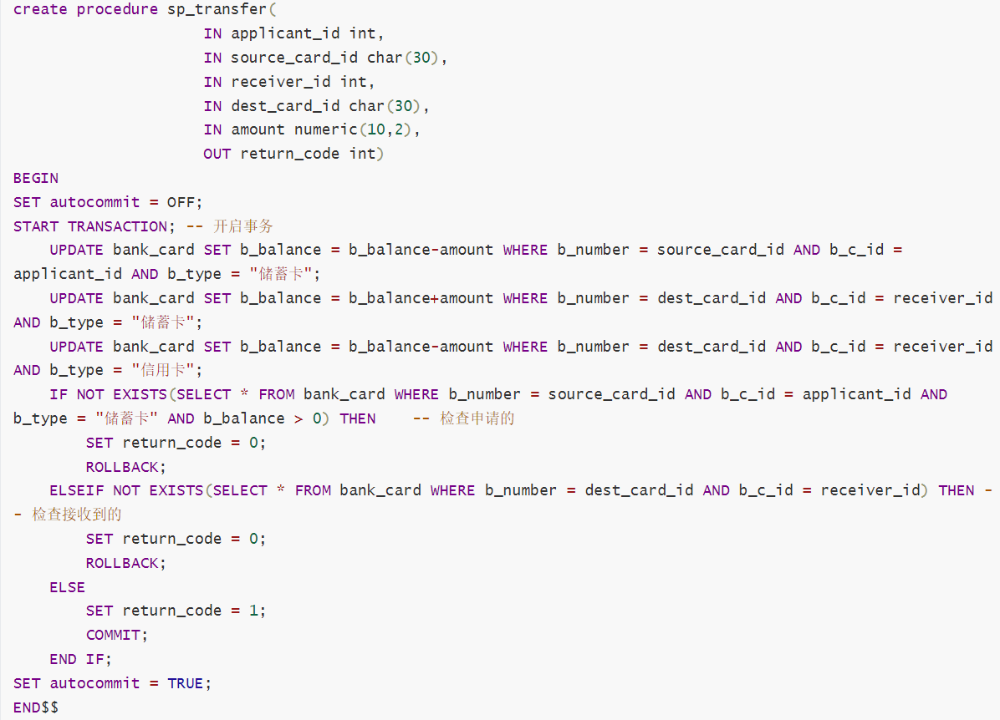 create procedure sp_transfer(
IN applicant_id int,
IN source_card_id char(30),
IN receiver_id int,
IN dest_card_id char(30),
IN amount numeric(10,2),
OUT return_code int)
BEGIN
SET autocommit = OFF;
START TRANSACTION; -- 开启事务
UPDATE bank_card SET b_balance = b_balance-amount WHERE b_number = source_card_id AND b_c_id =
applicant_id AND b_type = "储蓄卡";
UPDATE bank_card SET b_balance = b_balance+amount WHERE b_number = dest_card_id AND b_c_id = receiver_id
AND b_type = "储蓄卡";
UPDATE bank_card SET b_balance = b_balance-amount WHERE b_number = dest_card_id AND b_c_id = receiver_id
AND b_type = "信用卡";
IF NOT EXISTS(SELECT * FROM bank_card WHERE b_number = source_card_id AND b_c_id = applicant_id AND
b_type = "储蓄卡" AND b_balance > 0) THEN -- 检查申请的
SET return_code = 0;
ROLLBACK;
ELSEIF NOT EXISTS(SELECT * FROM bank_card WHERE b_number = dest_card_id AND b_c_id = receiver_id) THEN -
- 检查接收到的
SET return_code = 0;
ROLLBACK;
ELSE
SET return_code = 1;
COMMIT;
END IF;
SET autocommit = TRUE;
END$$